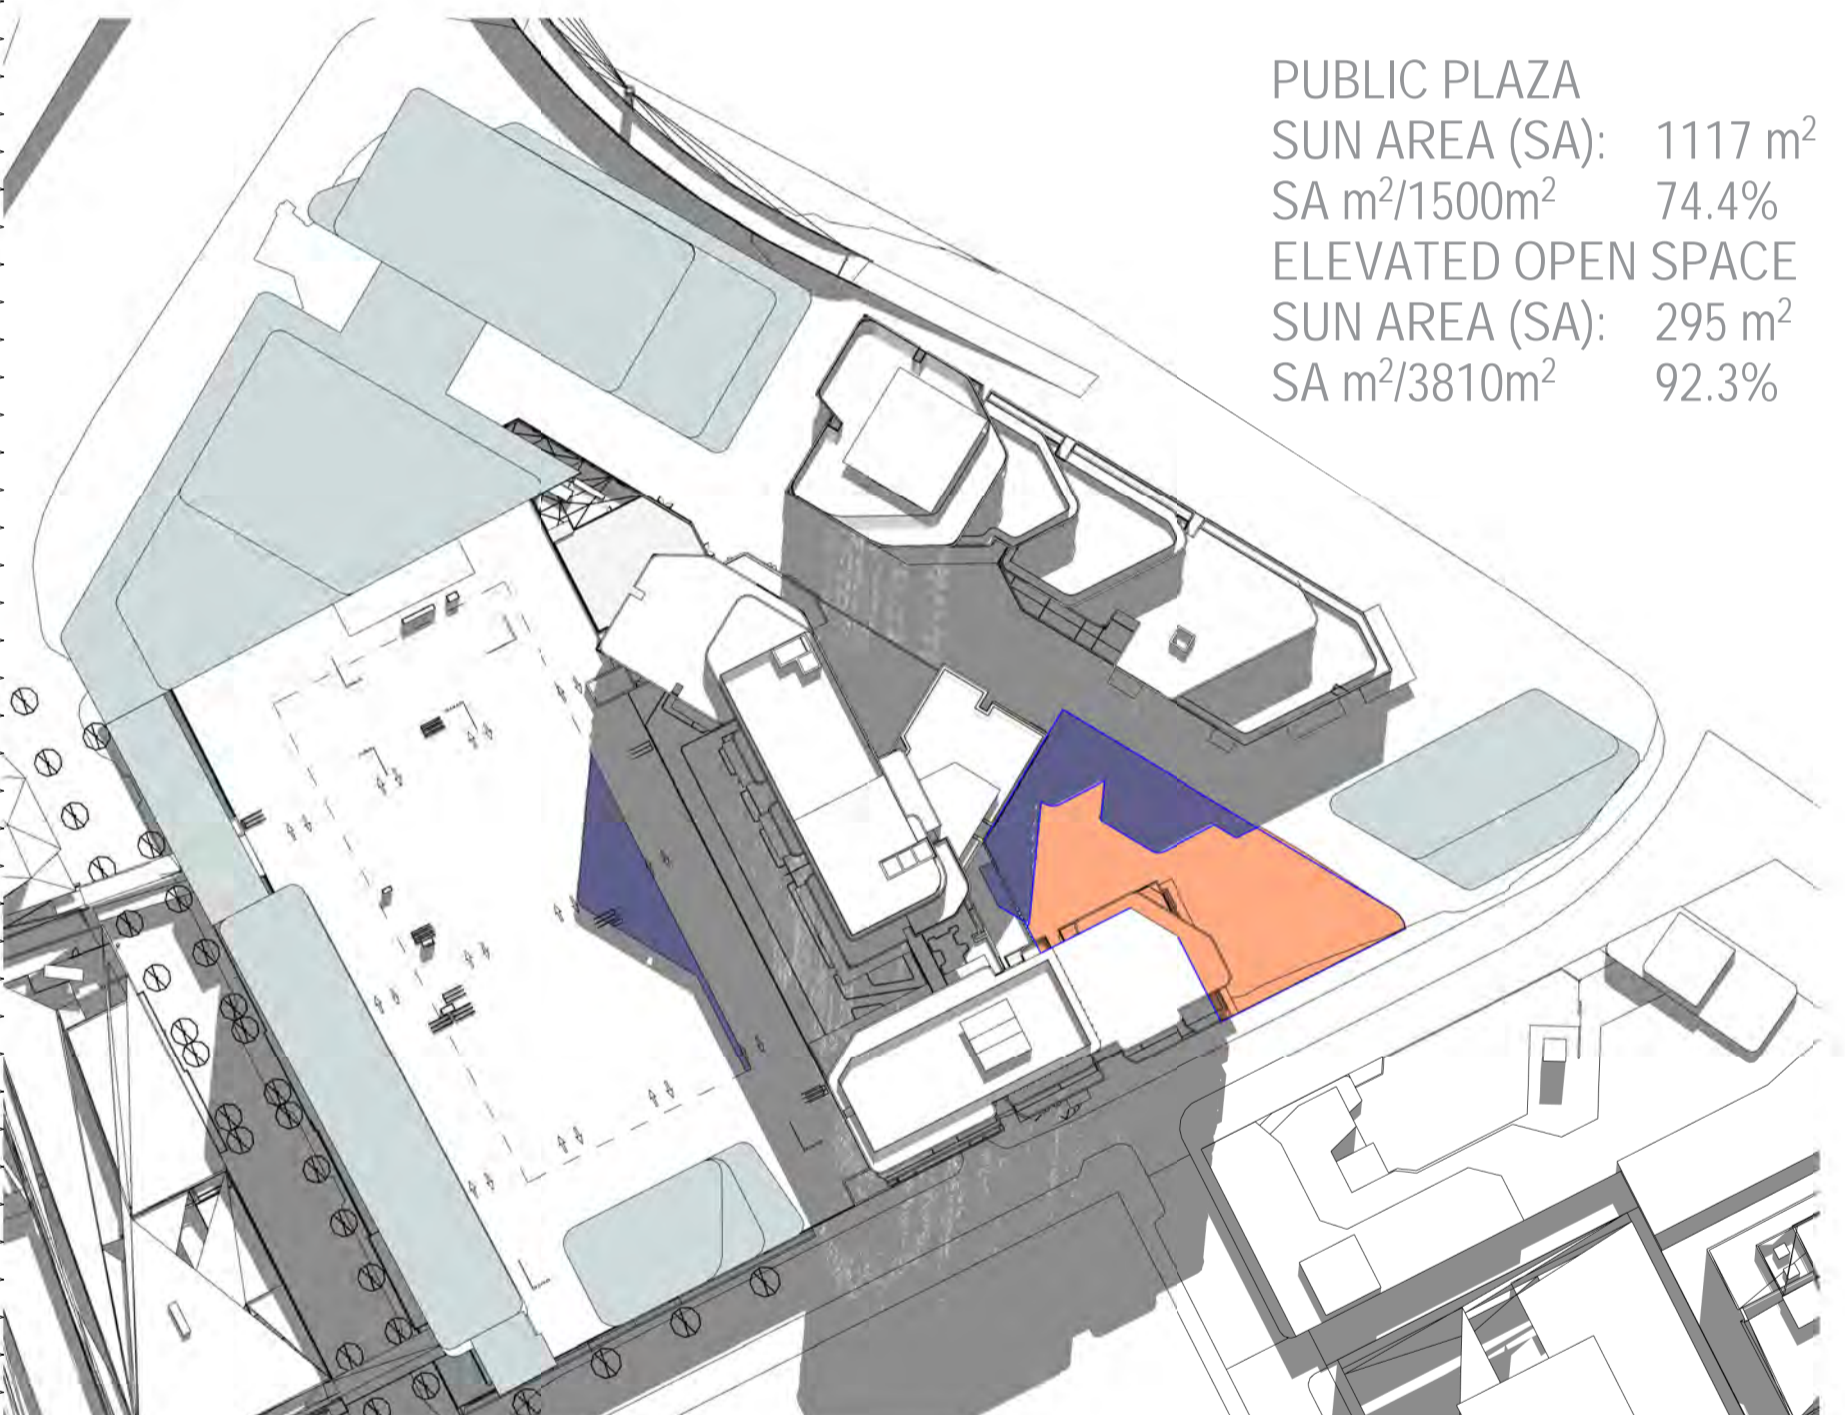 PUBLIC PLAZA
SUN AREA (SA): 1117 m²
SA m²/1500m² 74.4%
ELEVATED OPEN SPACE
SUN AREA (SA): 295 m²
SA m²/3810m² 92.3%